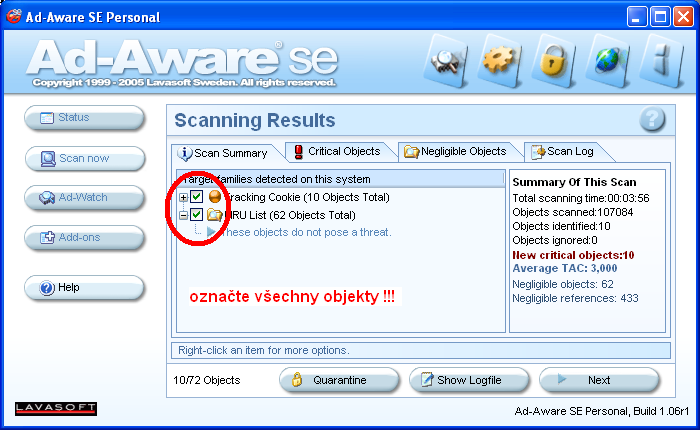 Ad-Aware SE Personal
Ad-Aware® se
Copyright 1999 - 2005 Lavasoft Sweden. All rights reserved.
Status
Scan now
Ad-Watch
Add-ons
Help
Scanning Results
Scan Summary
Critical Objects
Negligible Objects
Scan Log
Target families detected on this system
Tracking Cookie (10 Objects Total)
MRU List (62 Objects Total)
These objects do not pose a threat.
označte všechny objekty !!!
Summary Of This Scan
Total scanning time:00:03:56
Objects scanned:107084
Objects identified:10
Objects ignored:0
New critical objects:10
Average TAC: 3,000
Negligible objects: 62
Negligible references: 433
Right-click an item for more options.
10/72 Objects
Quarantine
Show Logfile
Next
LAVASOFT
Ad-Aware SE Personal, Build 1.06r1